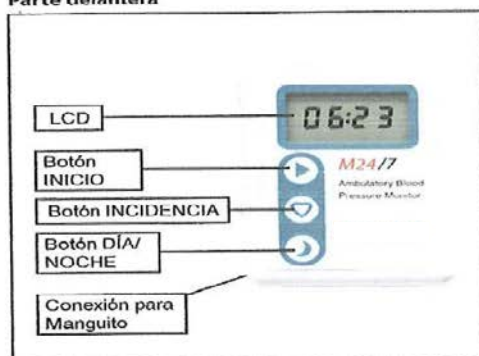 Parte delantera
LCD
06:23
Botón
INICIO
M24/7
Ambulatory Blood
Pressure Monitor
Botón INCIDENCIA
Botón DÍA/
NOCHE
Conexión para
Manguito